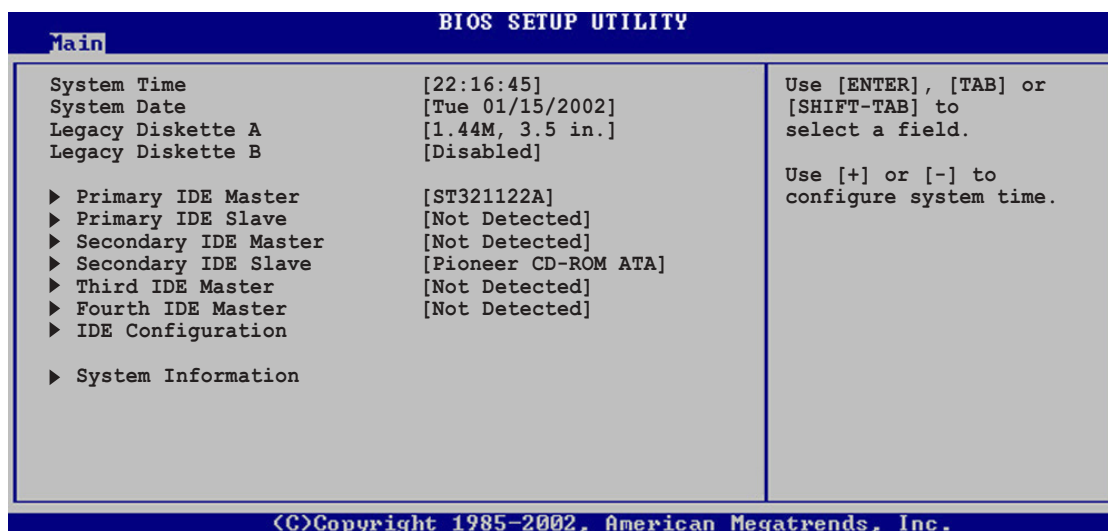 BIOS SETUP UTILITY
Main
System Time [22:16:45]
System Date [Tue 01/15/2002]
Legacy Diskette A [1.44M, 3.5 in.]
Legacy Diskette B [Disabled]
Primary IDE Master [ST321122A]
Primary IDE Slave [Not Detected]
Secondary IDE Master [Not Detected]
Secondary IDE Slave [Pioneer CD-ROM ATA]
Third IDE Master [Not Detected]
Fourth IDE Master [Not Detected]
IDE Configuration
System Information
Use [ENTER], [TAB] or
[SHIFT-TAB] to
select a field.
Use [+] or [-] to
configure system time.
(C)Copyright 1985-2002, American Megatrends, Inc.